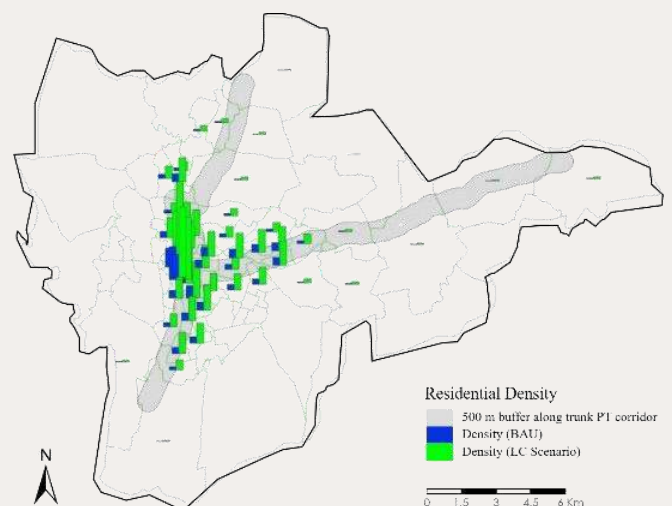 Residential Density
500 m buffer along trunk PT corridor
Density (BAU)
Density (LC Scenario)
N
0 1.5 3 4.5 6 Km